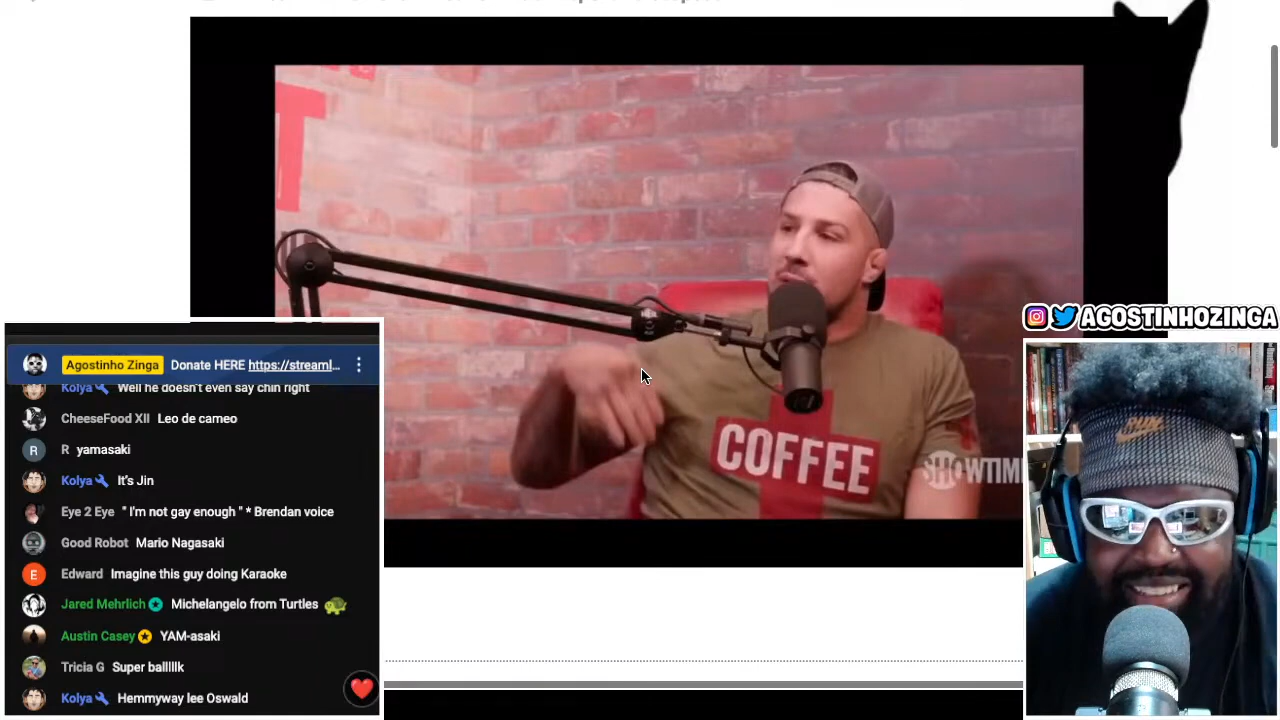 COFFEE
SHOWTIM
AGOSTINHOZINGA
Agostinho Zinga Donate HERE https://streaml...
Kolya Well he doesn't even say chin right
CheeseFood XII Leo de cameo
R R yamasaki
Kolya It's Jin
Eye 2 Eye " I'm not gay enough " * Brendan voice
Good Robot Mario Nagasaki
E Edward Imagine this guy doing Karaoke
Jared Mehrlich Michelangelo from Turtles
Austin Casey YAM-asaki
Tricia G Super balllllk
Kolya Hemmyway lee Oswald
RUN